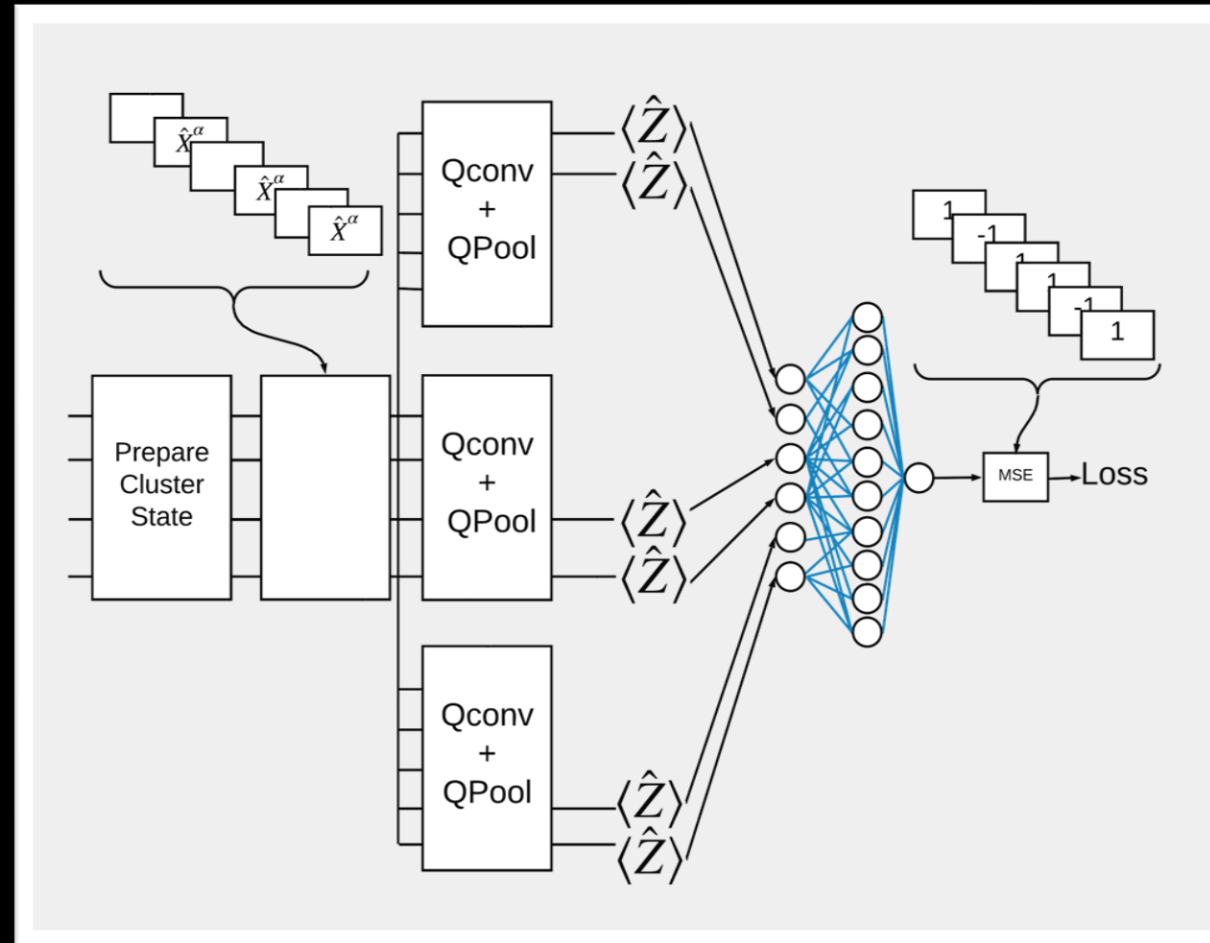 X̂^α
X̂^α
X̂^α
Prepare
Cluster
State
Qconv
+
QPool
⟨Ẑ⟩
⟨Ẑ⟩
Qconv
+
QPool
⟨Ẑ⟩
⟨Ẑ⟩
Qconv
+
QPool
⟨Ẑ⟩
⟨Ẑ⟩
1
-1
1
1
-1
1
MSE
Loss